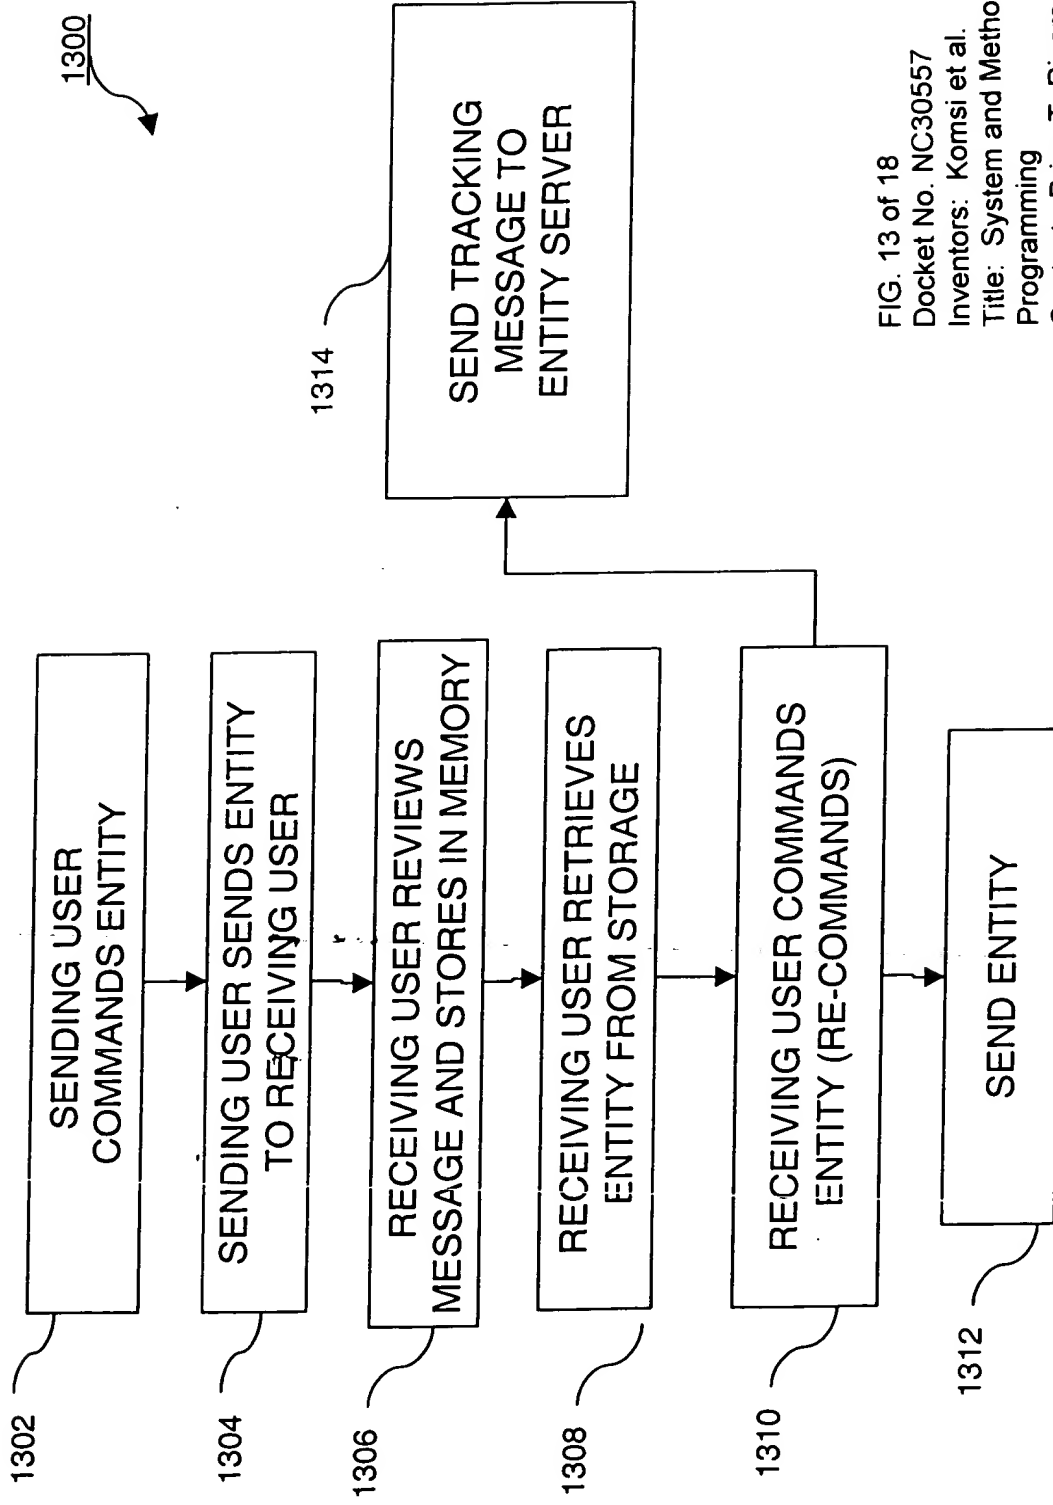 1300
1302
SENDING USER
COMMANDS ENTITY
1304
SENDING USER SENDS ENTITY
TO RECEIVING USER
1306
RECEIVING USER REVIEWS
MESSAGE AND STORES IN MEMORY
1308
RECEIVING USER RETRIEVES
ENTITY FROM STORAGE
1310
RECEIVING USER COMMANDS
ENTITY (RE-COMMANDS)
1312
SEND ENTITY
1314
SEND TRACKING
MESSAGE TO
ENTITY SERVER
FIG. 13 of 18
Docket No. NC30557
Inventors: Komsi et al.
Title: System and Metho
Programming